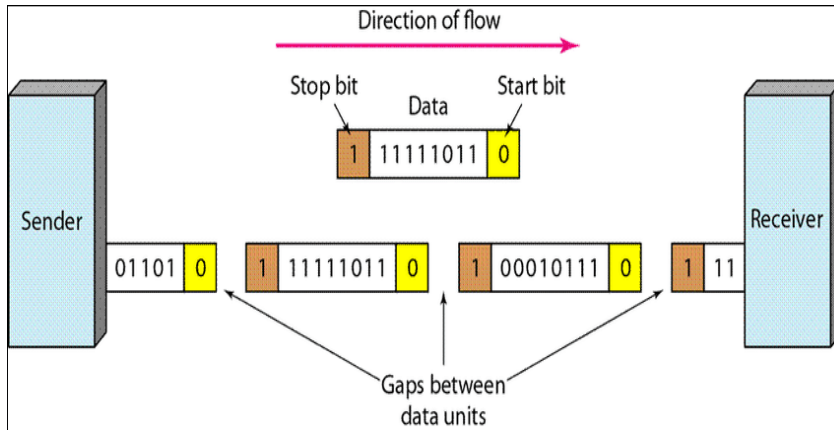 Direction of flow
Stop bit
Data
Start bit
1 11111011 0
Sender
Receiver
01101 0
1 11111011 0
1 00010111 0
1 11
Gaps between
data units